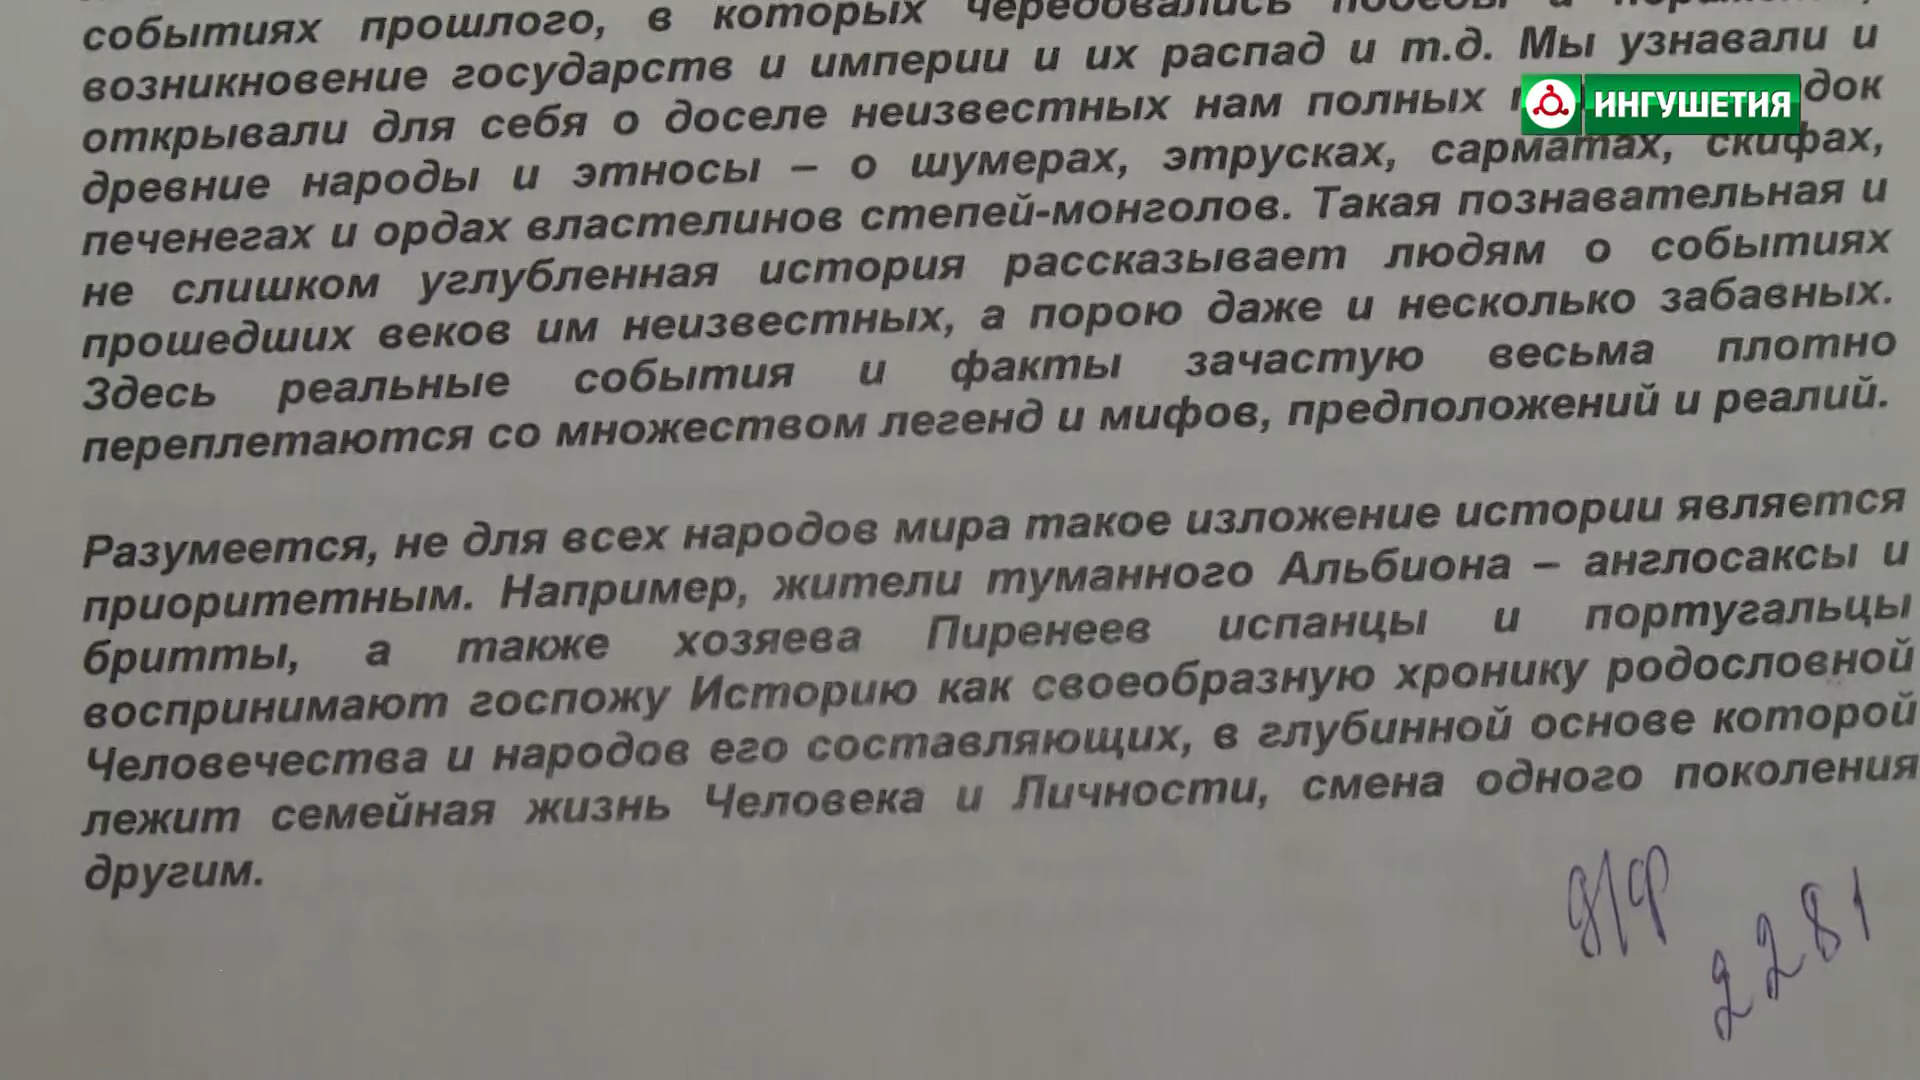 событиях прошлого, в которых чередовались победы и
возникновение государств и империи и их распад и т.д. Мы узнавали и
открывали для себя о доселе неизвестных нам полных
ИНГУШЕТИЯ
древние народы и этносы – о шумерах, этрусках, сарматах, скифах,
печенегах и ордах властелинов степей-монголов. Такая познавательная и
не слишком углубленная история рассказывает людям о событиях
прошедших веков им неизвестных, а порою даже и несколько забавных.
Здесь реальные события и факты зачастую весьма плотно
переплетаются со множеством легенд и мифов, предположений и реалий.
Разумеется, не для всех народов мира такое изложение истории является
приоритетным. Например, жители туманного Альбиона – англосаксы и
бритты, а также хозяева Пиренеев испанцы и португальцы
воспринимают госпожу Историю как своеобразную хронику родословной
Человечества и народов его составляющих, в глубинной основе которой
лежит семейная жизнь Человека и Личности, смена одного поколения
другим.
д/ф
2281